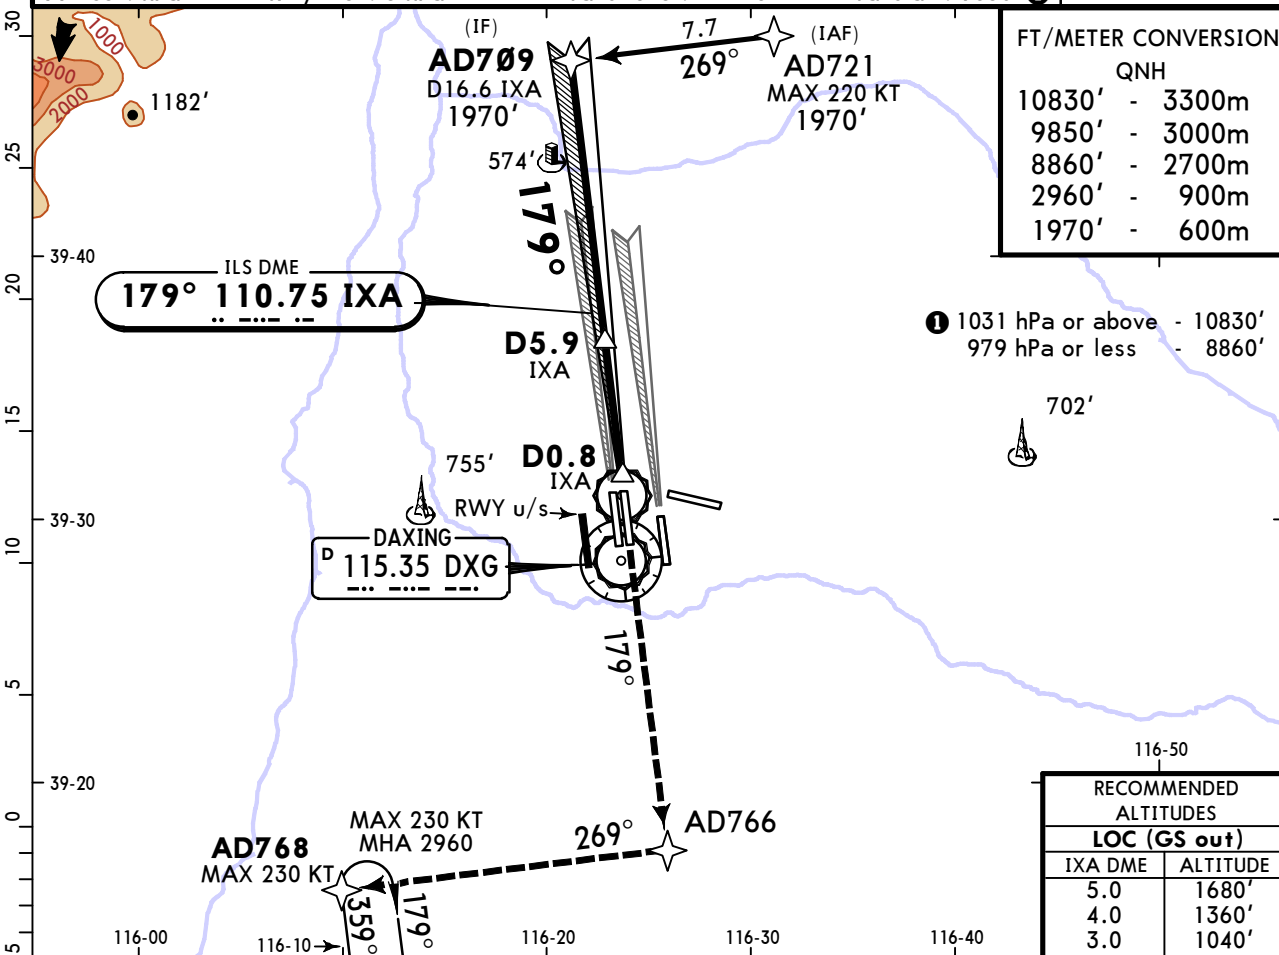 30
1000
3000
2000
1182'
(IF)
AD7Ø9
D16.6 IXA
1970'
7.7
269°
(IAF)
AD721
MAX 220 KT
1970'
FT/METER CONVERSION
QNH
10830' - 3300m
9850' - 3000m
8860' - 2700m
2960' - 900m
1970' - 600m
25
574'
179°
39-40
ILS DME
179° 110.75 IXA
20
D5.9
IXA
1 1031 hPa or above - 10830'
979 hPa or less - 8860'
15
702'
755'
D0.8
IXA
RWY u/s
39-30
DAXING
D 115.35 DXG
10
179°
5
116-50
39-20
RECOMMENDED
ALTITUDES
LOC (GS out)
IXA DME ALTITUDE
5.0 1680'
4.0 1360'
3.0 1040'
0
MAX 230 KT
MHA 2960
AD768
MAX 230 KT
269°
AD766
359°
179°
5
116-00
116-10
116-20
116-30
116-40